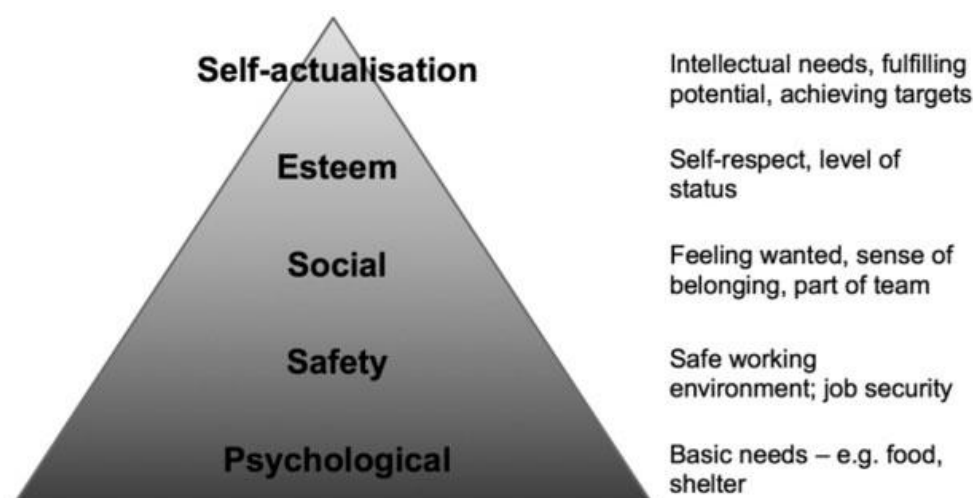 Self-actualisation
Intellectual needs, fulfilling
potential, achieving targets
Esteem
Self-respect, level of
status
Social
Feeling wanted, sense of
belonging, part of team
Safety
Safe working
environment; job security
Psychological
Basic needs – e.g. food,
shelter